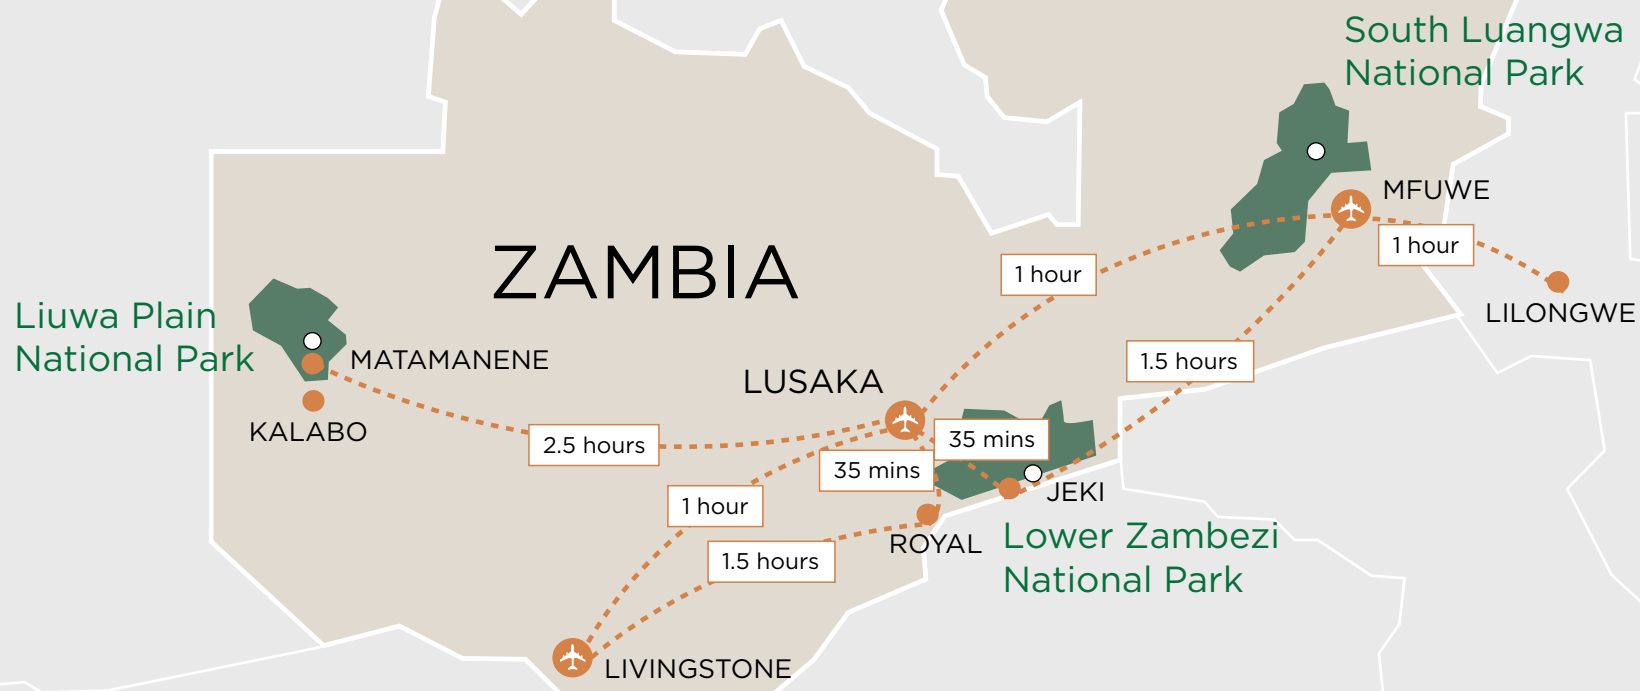 South Luangwa
National Park
MFUWE
1 hour
1 hour
LILONGWE
ZAMBIA
Liuwa Plain
National Park
MATAMANENE
KALABO
LUSAKA
1.5 hours
2.5 hours
35 mins
35 mins
JEKI
1 hour
ROYAL
1.5 hours
Lower Zambezi
National Park
LIVINGSTONE